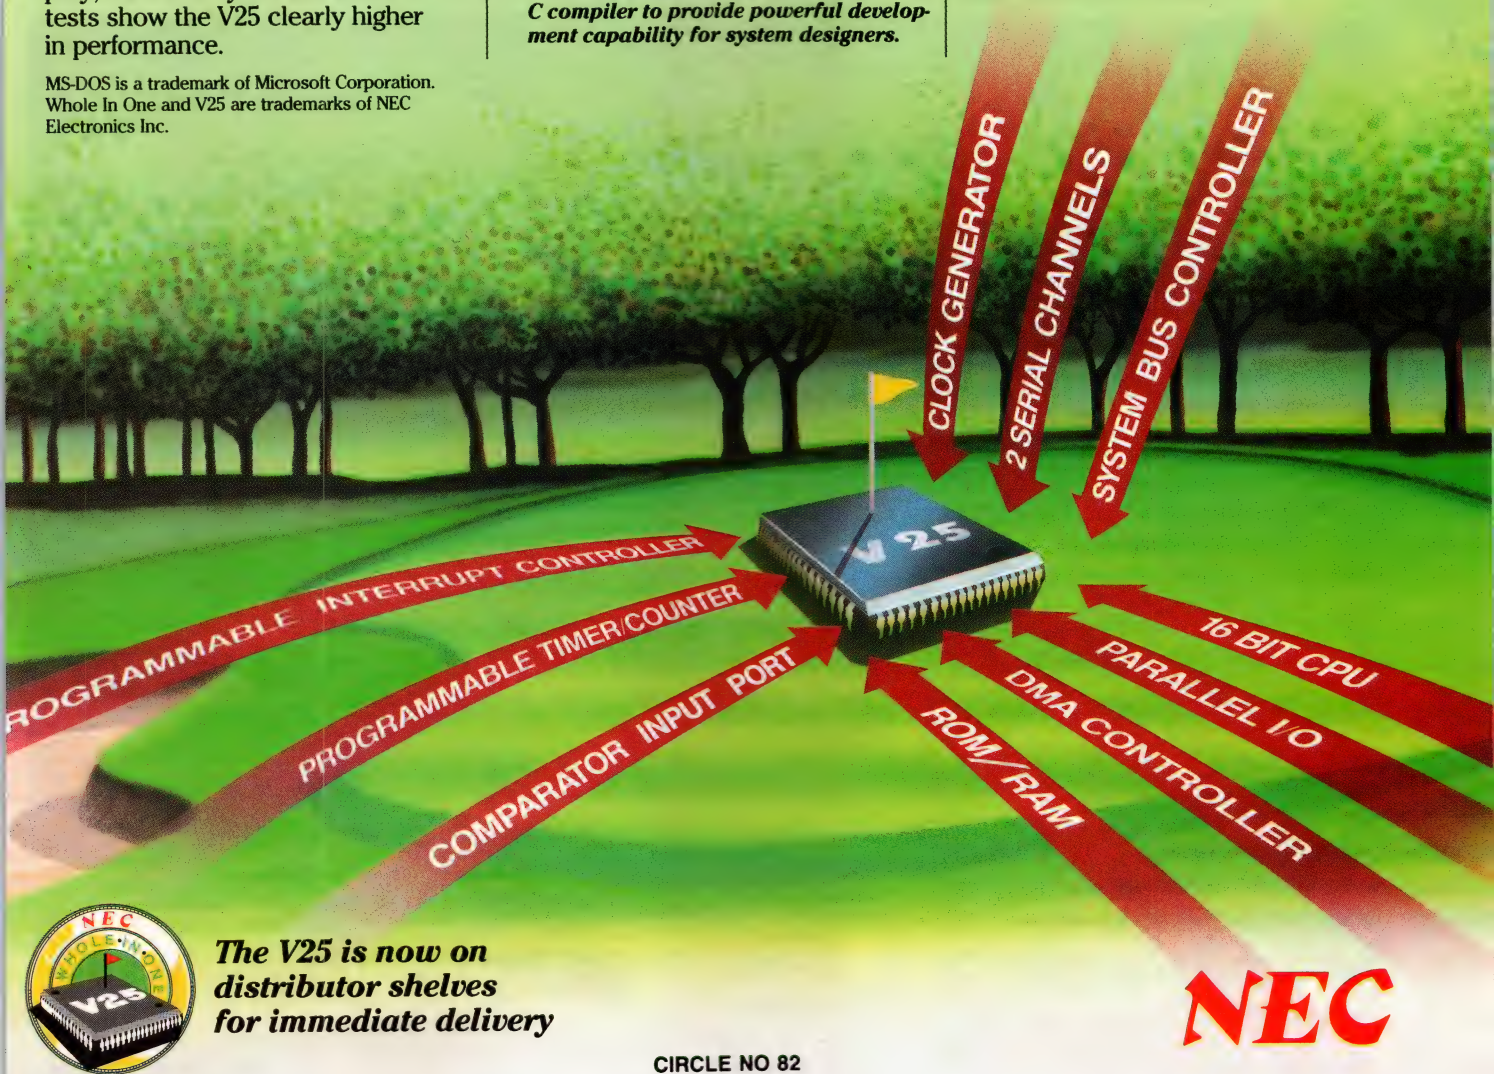 tests show the V25 clearly higher
in performance.
MS-DOS is a trademark of Microsoft Corporation.
Whole In One and V25 are trademarks of NEC
Electronics Inc.
C compiler to provide powerful develop-
ment capability for system designers.
CLOCK GENERATOR
2 SERIAL CHANNELS
SYSTEM BUS CONTROLLER
V 25
ROGRAMMABLE INTERRUPT CONTROLLER
PROGRAMMABLE TIMER/COUNTER
COMPARATOR INPUT PORT
16 BIT CPU
PARALLEL I/O
DMA CONTROLLER
ROM/RAM
NEC
WHOLE·IN·ONE
V25
The V25 is now on
distributor shelves
for immediate delivery
NEC
CIRCLE NO 82